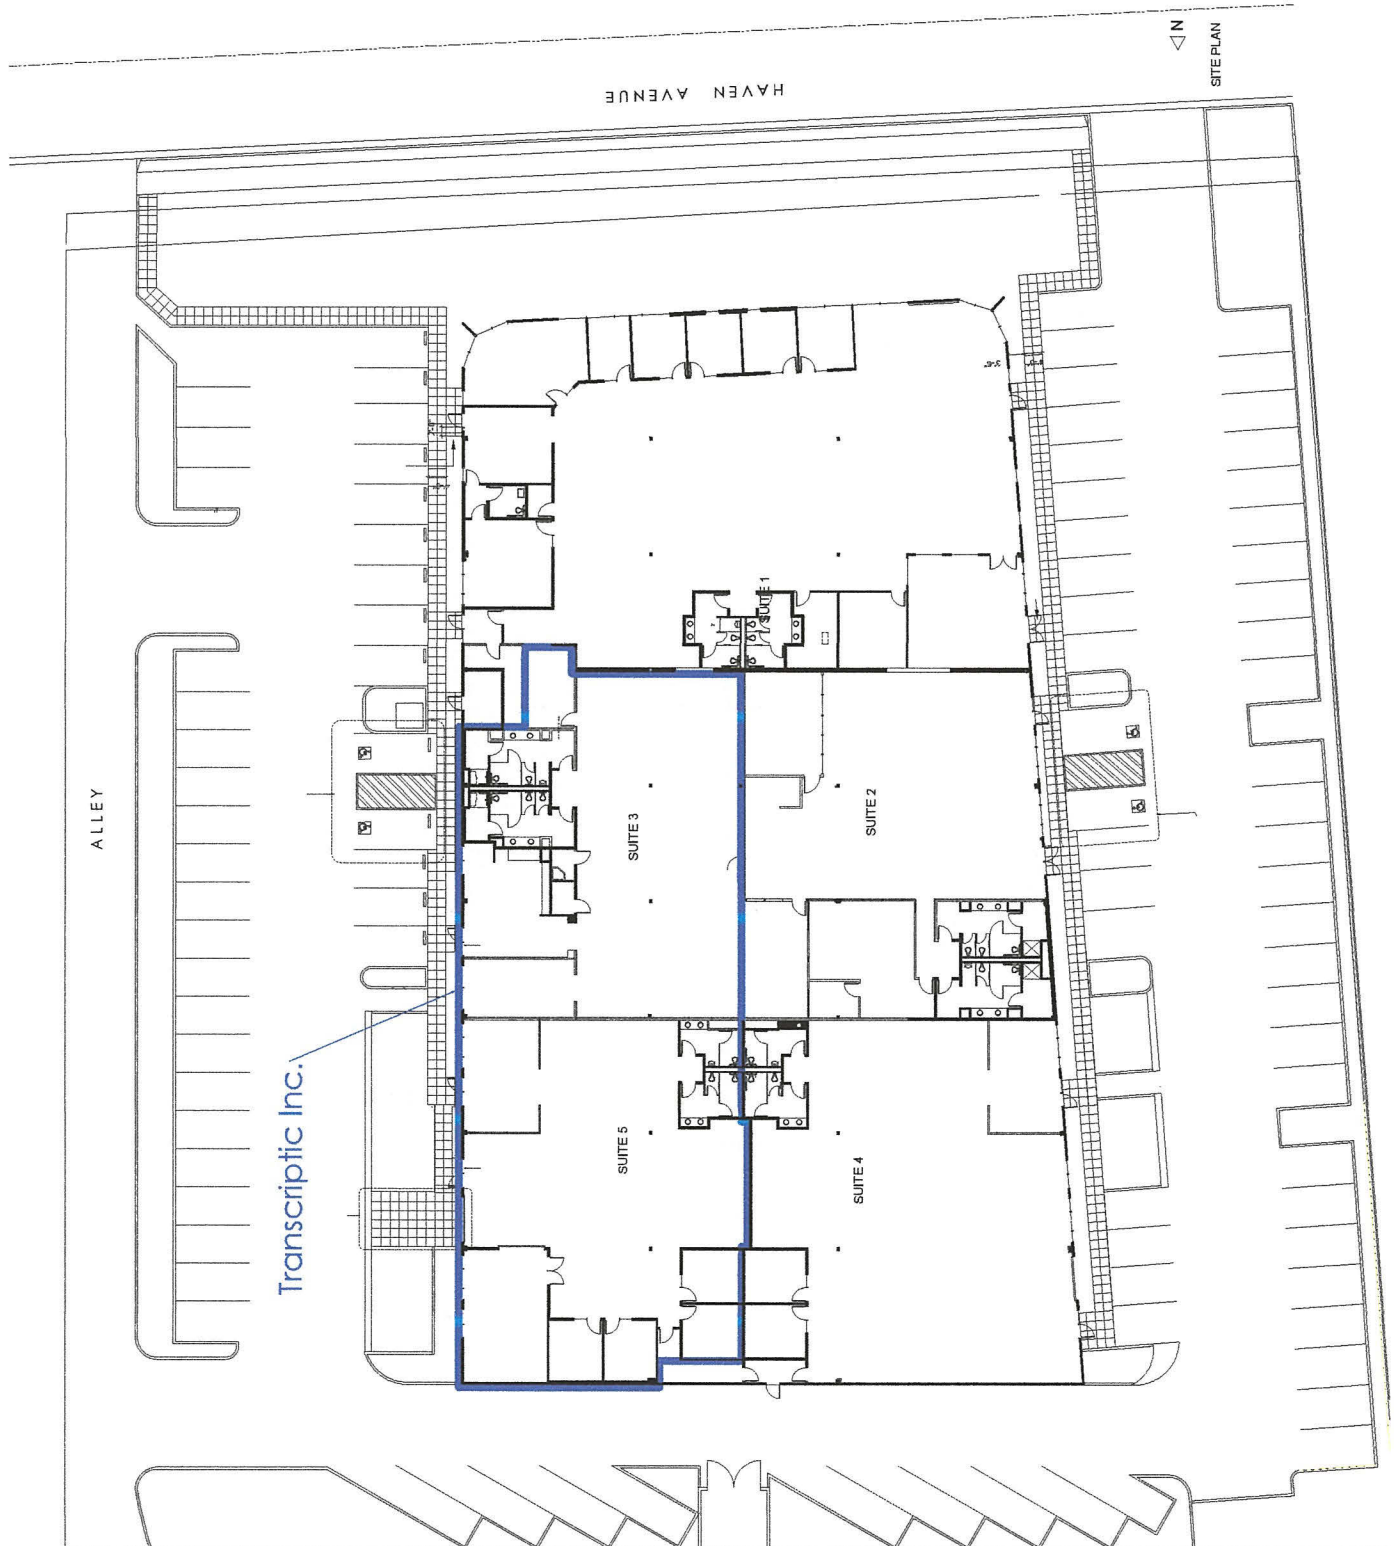 N
SITE PLAN
HAVEN AVENUE
ALLEY
SUITE 1
SUITE 3
SUITE 2
Transcriptic Inc.
SUITE 5
SUITE 4